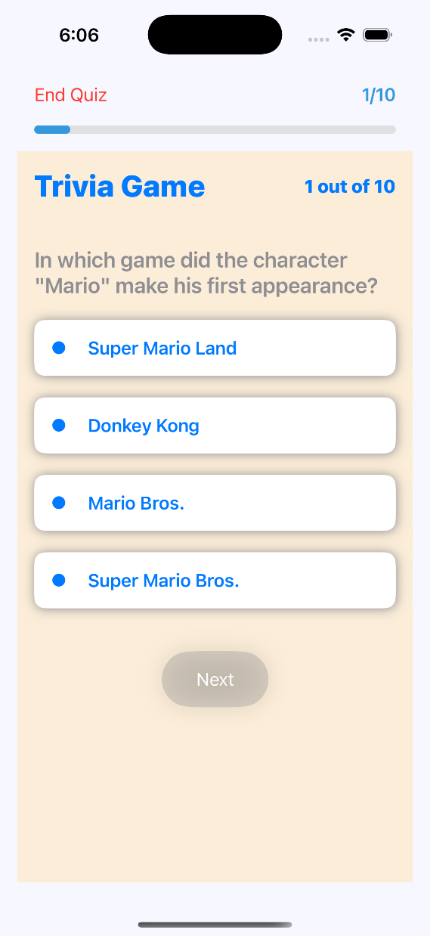 6:06
End Quiz
1/10
Trivia Game
1 out of 10
In which game did the character
"Mario" make his first appearance?
Super Mario Land
Donkey Kong
Mario Bros.
Super Mario Bros.
Next